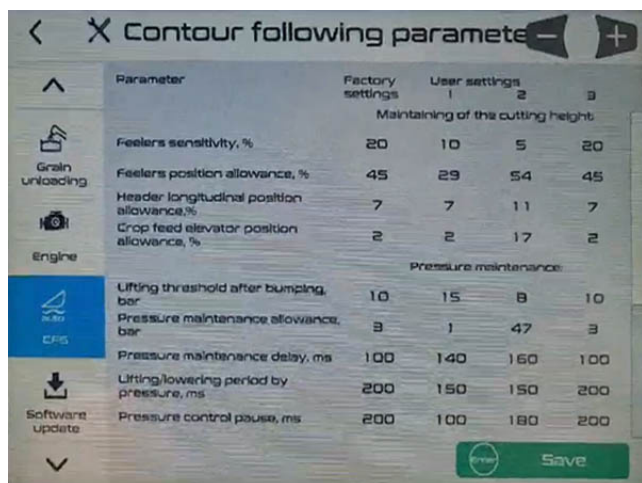 Contour following paramete
Parameter Factory settings User settings
1 2 3
Maintaining of the cutting height
Feelers sensitivity, % 20 10 5 20
Grain unloading
Feelers position allowance, % 45 29 54 45
Header longitudinal position allowance,% 7 7 11 7
Crop feed elevator position allowance, % 2 2 17 2
Engine
Pressure maintenance
Lifting threshold after bumping, bar 10 15 8 10
AUTO
CFS
Pressure maintenance allowance, bar 3 1 47 3
Pressure maintenance delay, ms 100 140 160 100
Lifting/lowering period by pressure, ms 200 150 150 200
Software update
Pressure control pause, ms 200 100 180 200
Enter Save